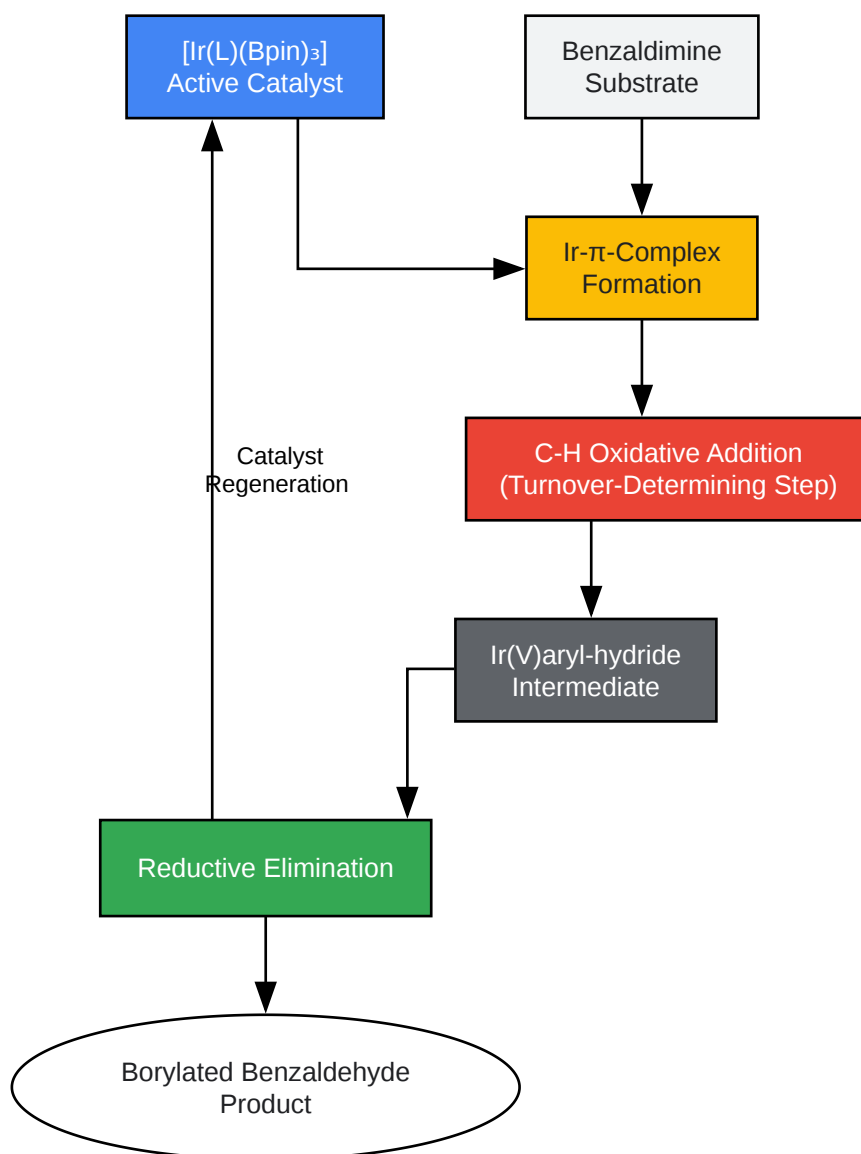 [Ir(L)(Bpin)₃]
Active Catalyst
Benzaldimine
Substrate
Ir-π-Complex
Formation
C-H Oxidative Addition
(Turnover-Determining Step)
Catalyst
Regeneration
Ir(V)aryl-hydride
Intermediate
Reductive Elimination
Borylated Benzaldehyde
Product